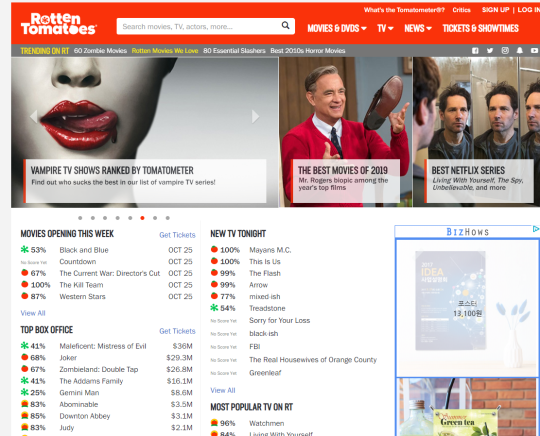 Rotten
Tomatoes
Search movies, TV, actors, more...
What's the Tomatometer®? Critics SIGN UP | LOG IN
MOVIES & DVDS TV NEWS TICKETS & SHOWTIMES
TRENDING ON RT 60 Zombie Movies Rotten Movies We Love 80 Essential Slashers Best 2010s Horror Movies
VAMPIRE TV SHOWS RANKED BY TOMATOMETER
Find out who sucks the best in our list of vampire TV series!
THE BEST MOVIES OF 2019
Mr. Rogers biopic among the
year's top films
BEST NETFLIX SERIES
Living With Yourself, The Spy,
Unbelievable, and more
MOVIES OPENING THIS WEEK Get Tickets
53% Black and Blue OCT 25
No Score Yet Countdown OCT 25
67% The Current War: Director's Cut OCT 25
100% The Kill Team OCT 25
87% Western Stars OCT 25
View All
TOP BOX OFFICE Get Tickets
41% Maleficent: Mistress of Evil $36M
68% Joker $29.3M
67% Zombieland: Double Tap $26.8M
41% The Addams Family $16.1M
25% Gemini Man $8.6M
83% Abominable $3.5M
85% Downton Abbey $3.1M
83% Judy $2.1M
NEW TV TONIGHT
100% Mayans M.C.
100% This Is Us
99% The Flash
99% Arrow
77% mixed-ish
54% Treadstone
No Score Yet Sorry for Your Loss
No Score Yet black-ish
No Score Yet FBI
No Score Yet The Real Housewives of Orange County
No Score Yet Greenleaf
View All
MOST POPULAR TV ON RT
96% Watchmen
84% Living With Yourself
BizHows
2017
IDEA
포스터
13,100원
Summer
Green tea